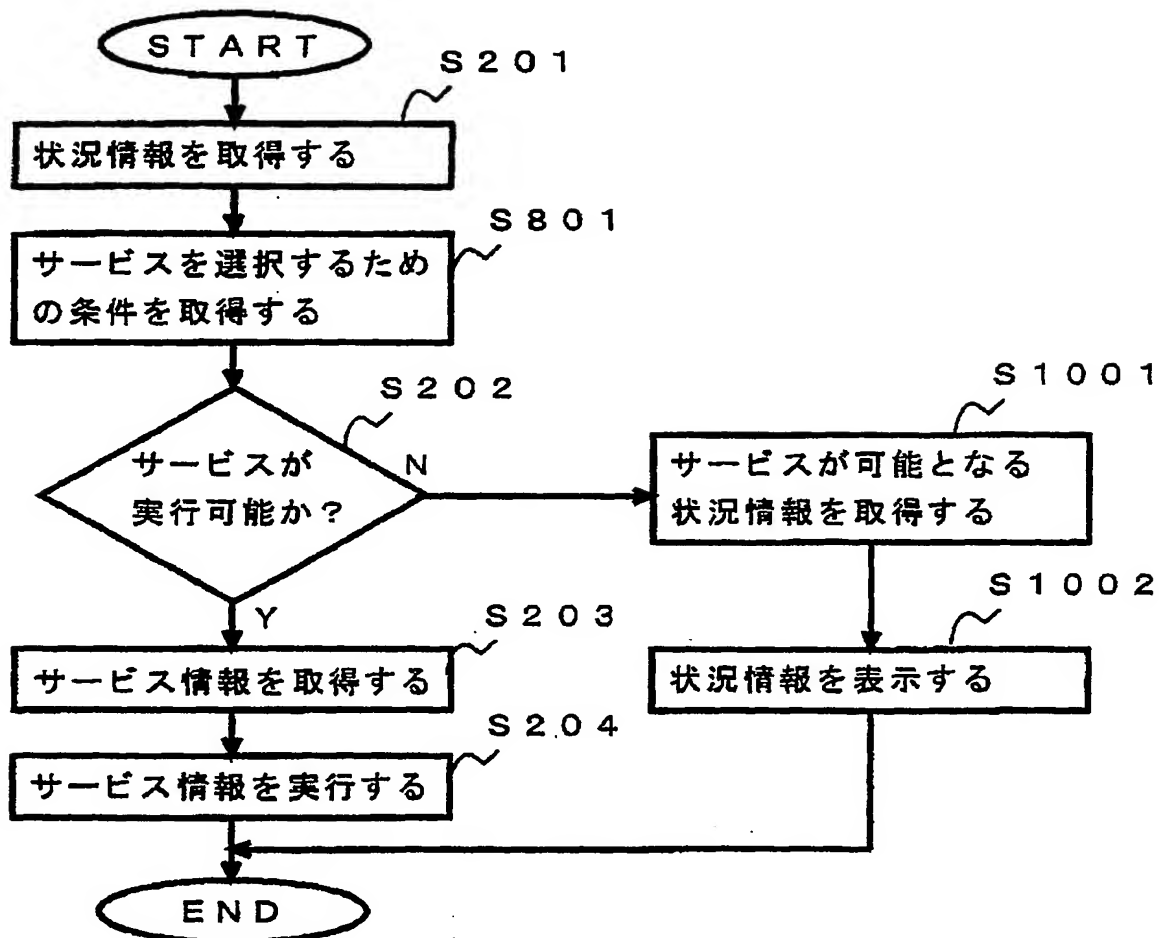 ＳＴＡＲＴ
Ｓ２０１
状況情報を取得する
Ｓ８０１
サービスを選択するため
の条件を取得する
Ｓ２０２
サービスが
実行可能か？
Ｎ
Ｙ
Ｓ１００１
サービスが可能となる
状況情報を取得する
Ｓ１００２
状況情報を表示する
Ｓ２０３
サービス情報を取得する
Ｓ２０４
サービス情報を実行する
ＥＮＤ